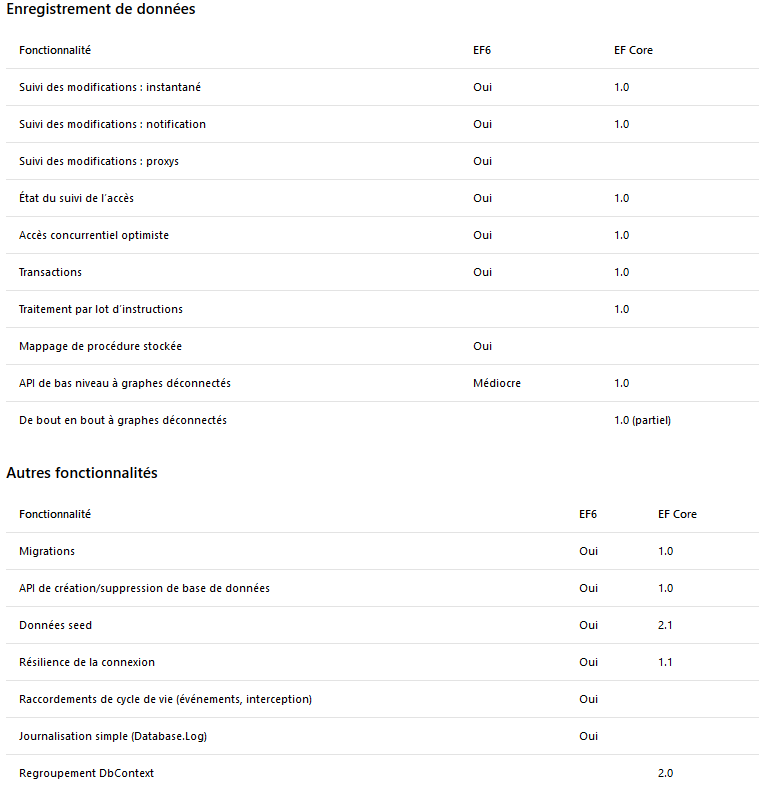 Enregistrement de données
Fonctionnalité EF6 EF Core
Suivi des modifications : instantané Oui 1.0
Suivi des modifications : notification Oui 1.0
Suivi des modifications : proxys Oui
État du suivi de l’accès Oui 1.0
Accès concurrentiel optimiste Oui 1.0
Transactions Oui 1.0
Traitement par lot d’instructions 1.0
Mappage de procédure stockée Oui
API de bas niveau à graphes déconnectés Médiocre 1.0
De bout en bout à graphes déconnectés 1.0 (partiel)
Autres fonctionnalités
Fonctionnalité EF6 EF Core
Migrations Oui 1.0
API de création/suppression de base de données Oui 1.0
Données seed Oui 2.1
Résilience de la connexion Oui 1.1
Raccordements de cycle de vie (événements, interception) Oui
Journalisation simple (Database.Log) Oui
Regroupement DbContext 2.0